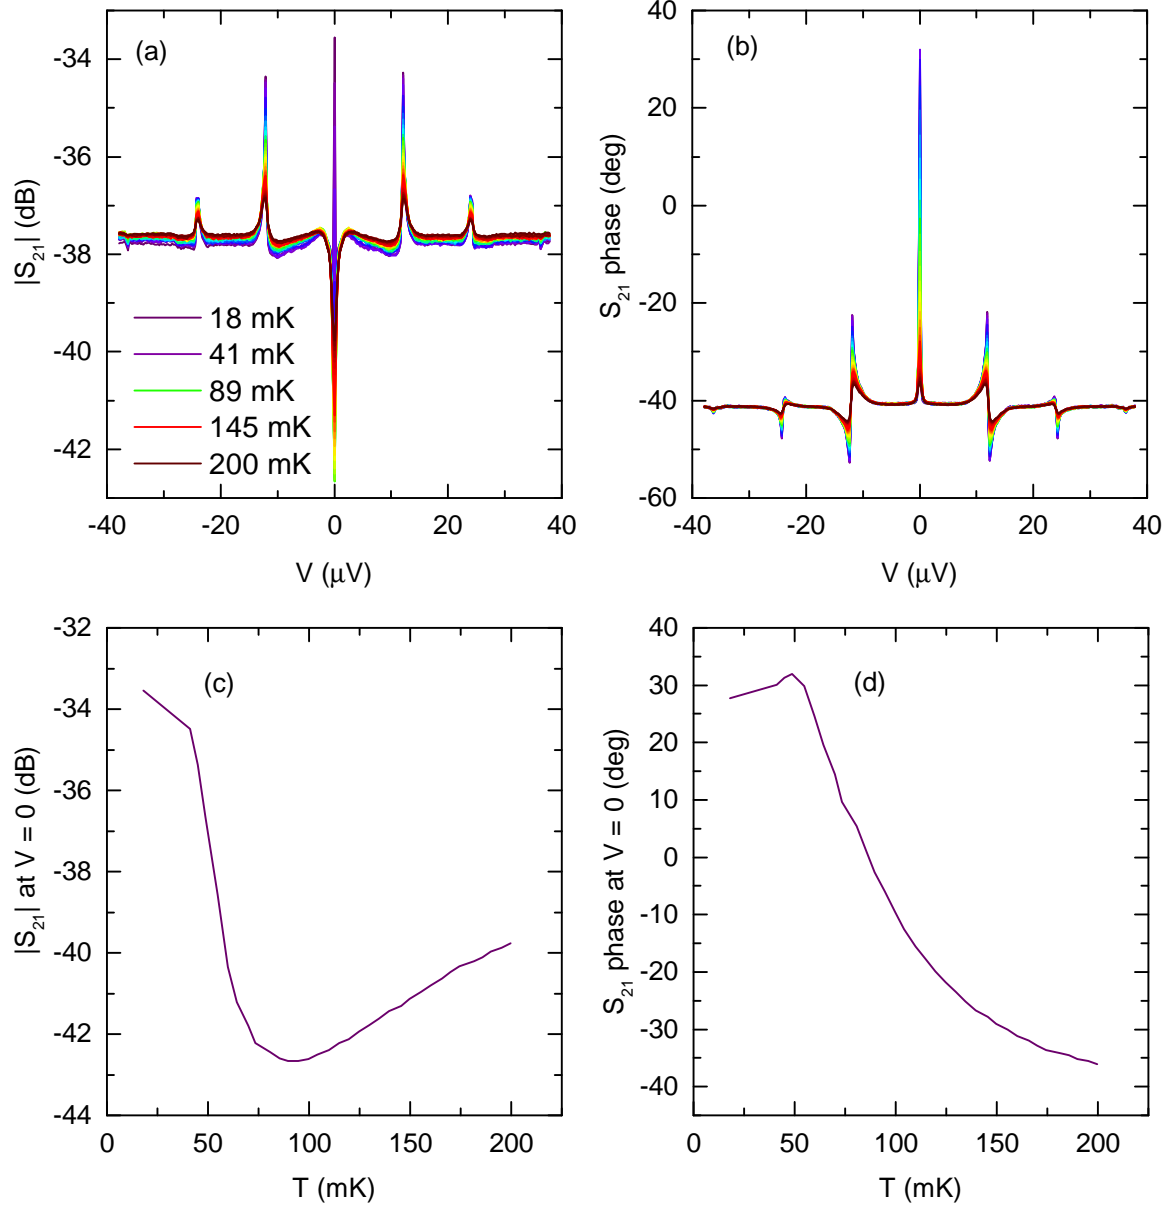 (a)
-34
-36
-38
-40
-42
|S21| (dB)
18 mK
41 mK
89 mK
145 mK
200 mK
-40
-20
0
20
40
V (μV)
(b)
40
20
0
-20
-40
-60
S21 phase (deg)
-40
-20
0
20
40
V (μV)
(c)
-32
-34
-36
-38
-40
-42
-44
|S21| at V = 0 (dB)
0
50
100
150
200
T (mK)
(d)
40
30
20
10
0
-10
-20
-30
-40
S21 phase at V = 0 (deg)
0
50
100
150
200
T (mK)